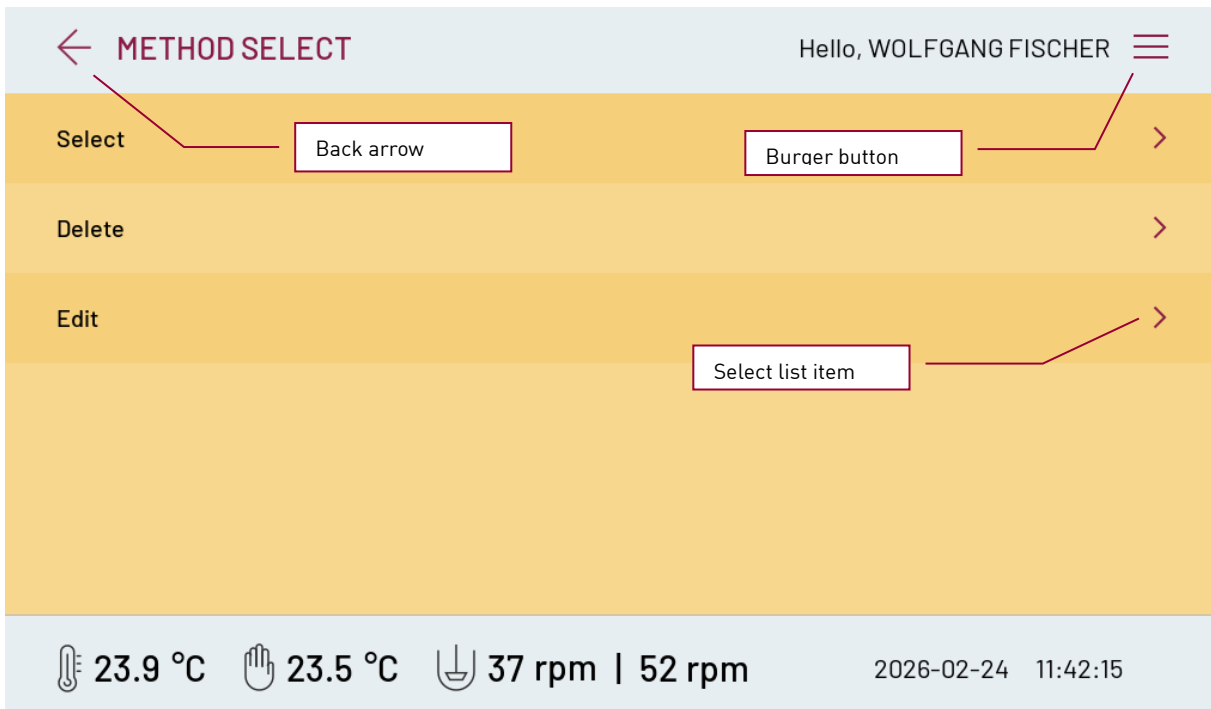 METHOD SELECT
Hello, WOLFGANG FISCHER
Select
Back arrow
Burger button
Delete
Edit
Select list item
23.9 °C 23.5 °C 37 rpm | 52 rpm 2026-02-24 11:42:15